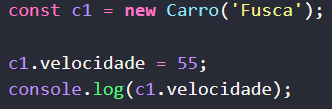 const c1 = new Carro('Fusca');
c1.velocidade = 55;
console.log(c1.velocidade);